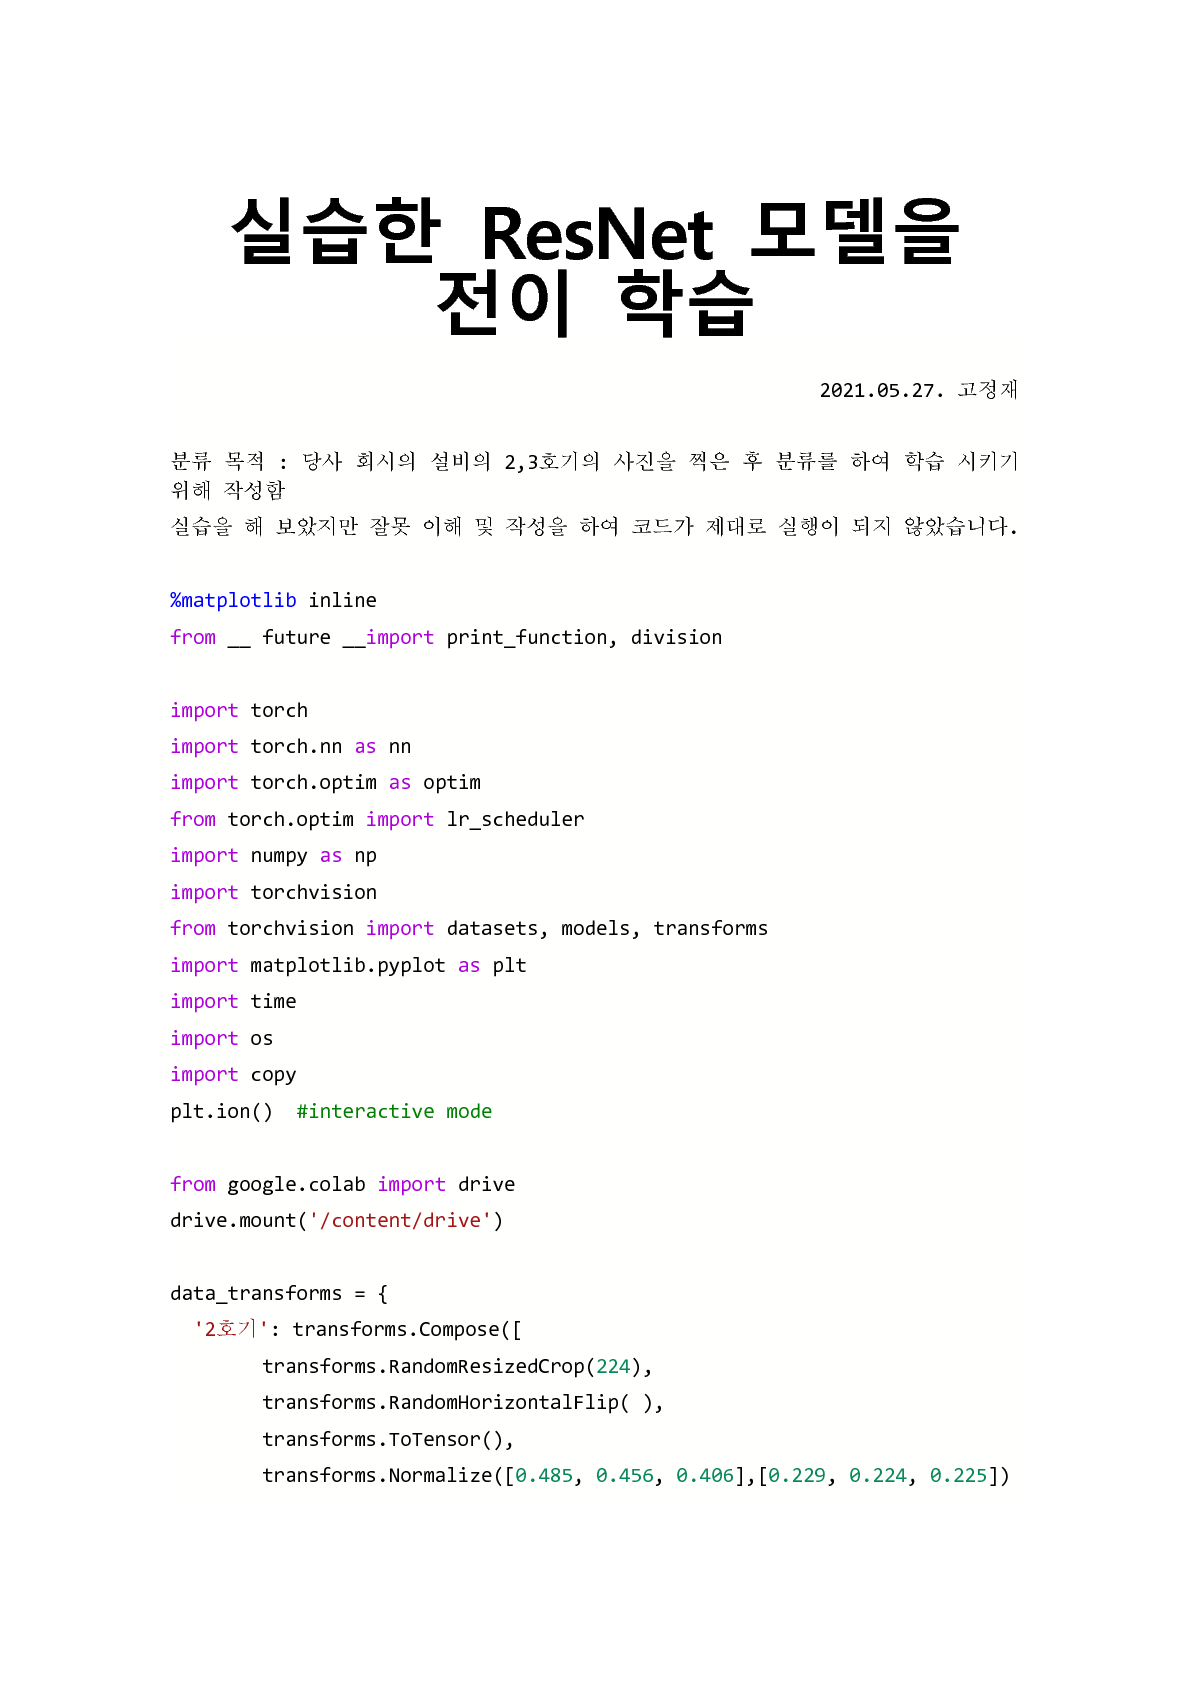 실습한 ResNet 모델을
전이 학습
2021.05.27. 고정재
분류 목적 : 당사 회시의 설비의 2,3호기의 사진을 찍은 후 분류를 하여 학습 시키기
위해 작성함
실습을 해 보았지만 잘못 이해 및 작성을 하여 코드가 제대로 실행이 되지 않았습니다.
%matplotlib inline
from __ future __import print_function, division
import torch
import torch.nn as nn
import torch.optim as optim
from torch.optim import lr_scheduler
import numpy as np
import torchvision
from torchvision import datasets, models, transforms
import matplotlib.pyplot as plt
import time
import os
import copy
plt.ion()  #interactive mode
from google.colab import drive
drive.mount('/content/drive')
data_transforms = {
  '2호기': transforms.Compose([
        transforms.RandomResizedCrop(224),
        transforms.RandomHorizontalFlip( ),
        transforms.ToTensor(),
        transforms.Normalize([0.485, 0.456, 0.406],[0.229, 0.224, 0.225])